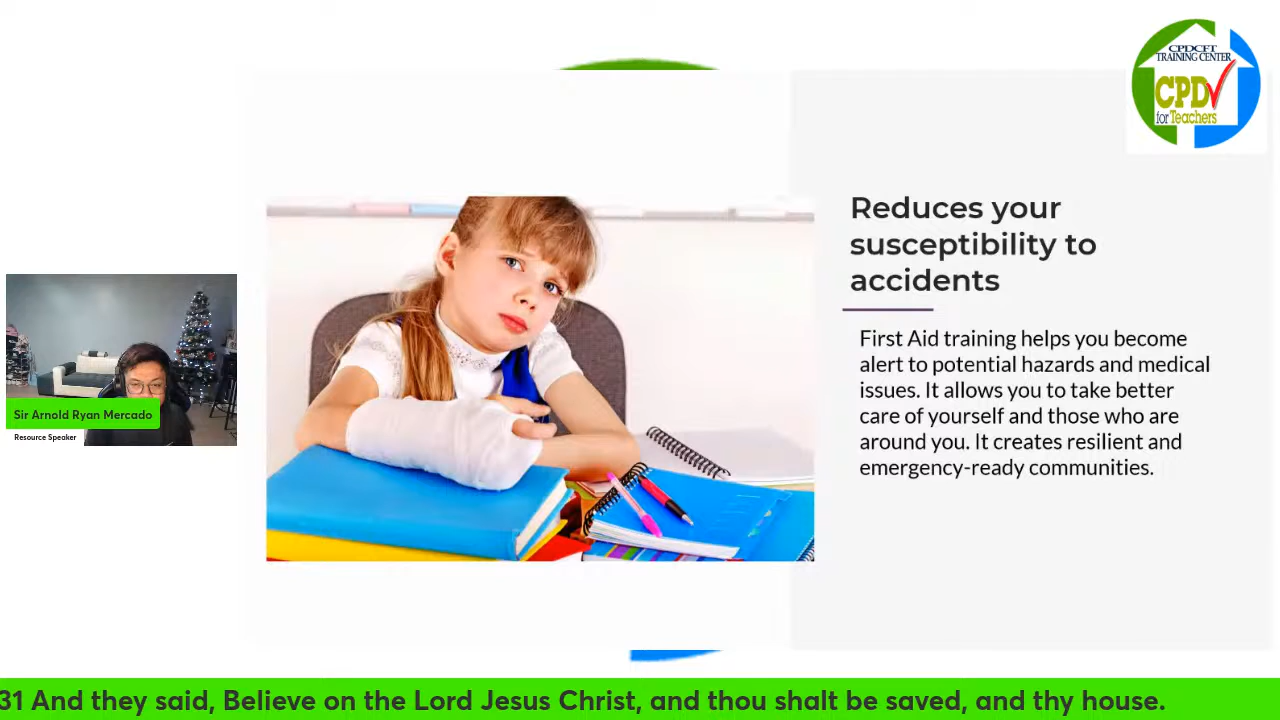 CPDCFT
TRAINING CENTER
CPD
for Teachers
Reduces your
susceptibility to
accidents
First Aid training helps you become
alert to potential hazards and medical
issues. It allows you to take better
care of yourself and those who are
around you. It creates resilient and
emergency-ready communities.
Sir Arnold Ryan Mercado
Resource Speaker
31 And they said, Believe on the Lord Jesus Christ, and thou shalt be saved, and thy house.